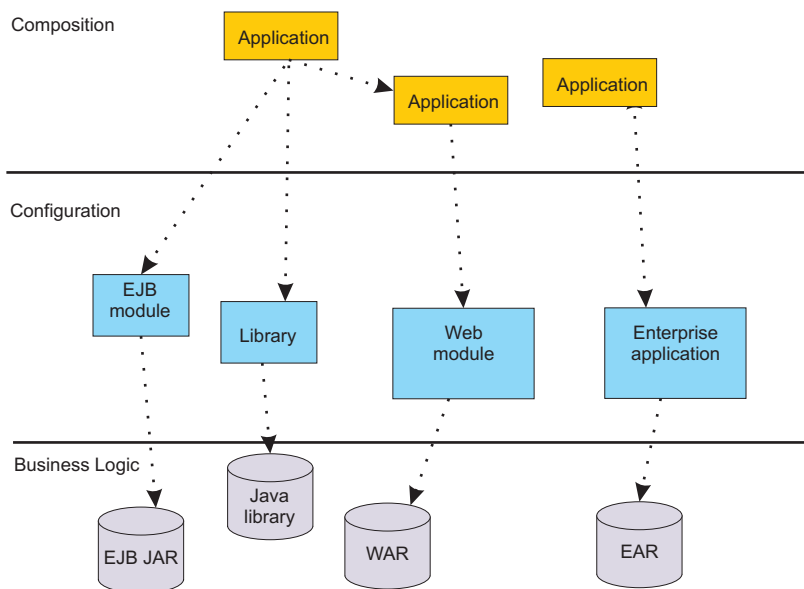 Composition
Application
Application
Application
Configuration
EJB
module
Library
Web
module
Enterprise
application
Business Logic
Java
library
EJB JAR
WAR
EAR